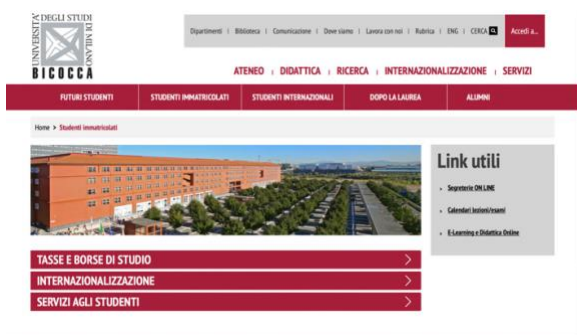 UNIVERSITA' DEGLI STUDI DI MILANO
BICOCCA
Dipartimenti | Biblioteca | Comunicazione | Dove siamo | Lavora con noi | Rubrica | ENG | CERCA
Accedi a...
ATENEO | DIDATTICA | RICERCA | INTERNAZIONALIZZAZIONE | SERVIZI
FUTURI STUDENTI STUDENTI IMMATRICOLATI STUDENTI INTERNAZIONALI DOPO LA LAUREA ALUMNI
Home > Studenti immatricolati
Link utili
Segreterie ON LINE
Calendari lezioni/esami
E-Learning e Didattica Online
TASSE E BORSE DI STUDIO
INTERNAZIONALIZZAZIONE
SERVIZI AGLI STUDENTI